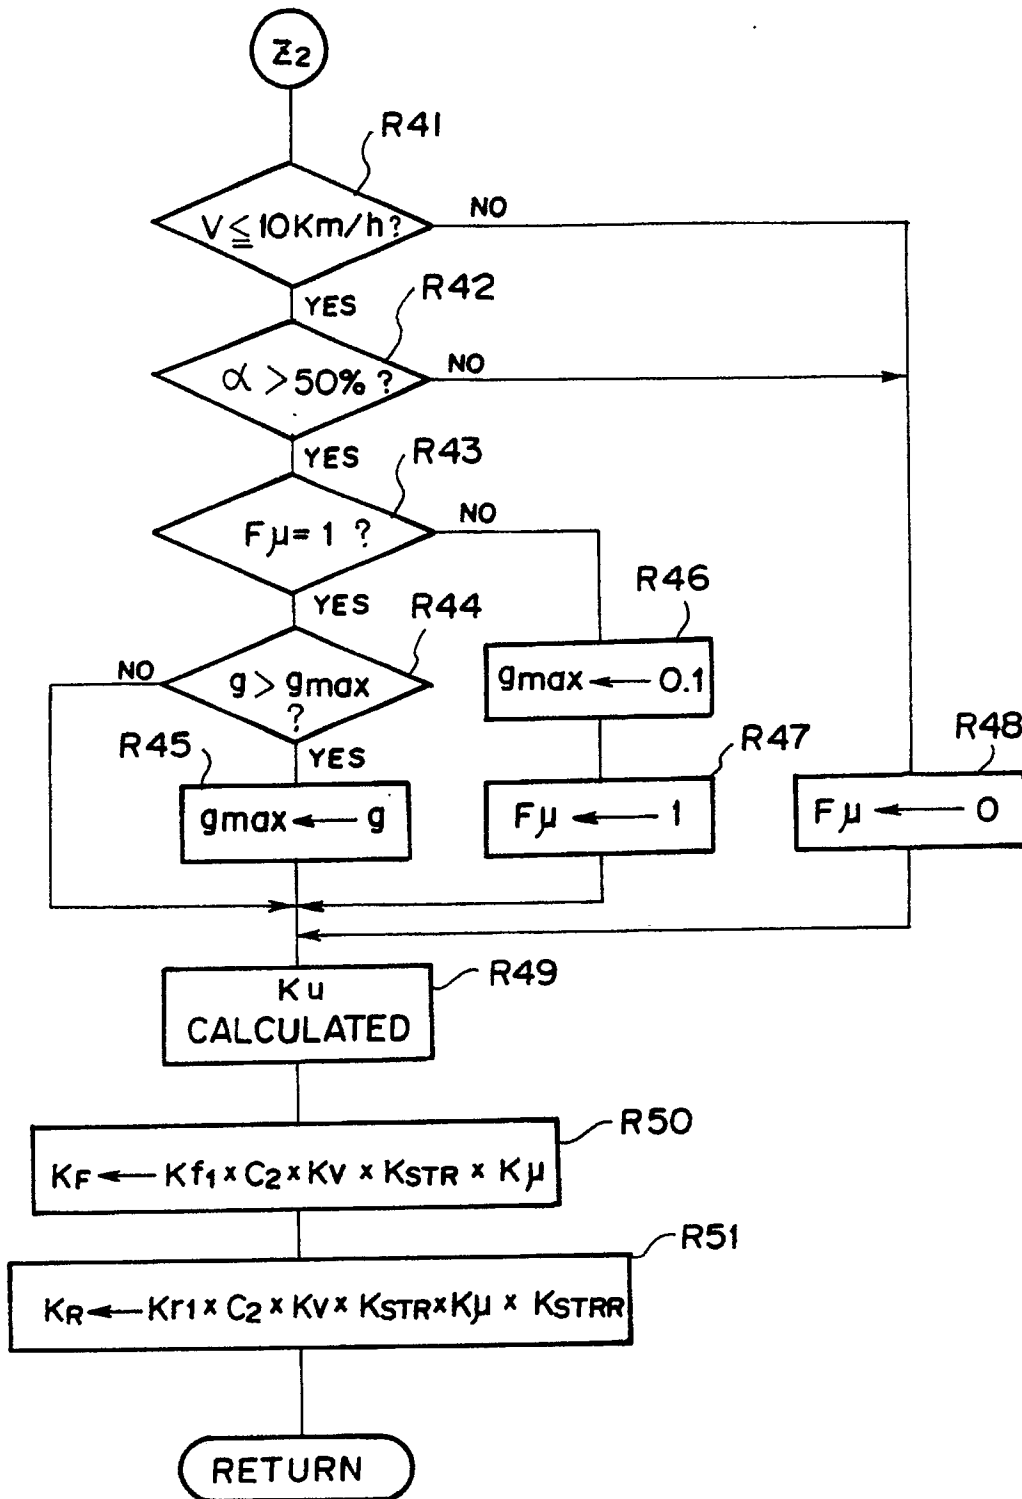 Z2
R41
V ≦ 10Km/h?
NO
YES
R42
α > 50% ?
NO
YES
R43
Fμ = 1 ?
NO
YES
R44
g > gmax
?
NO
YES
R45
gmax ← g
R46
gmax ← 0.1
R47
Fμ ← 1
R48
Fμ ← 0
R49
Ku
CALCULATED
R50
KF ← Kf1 × C2 × KV × KSTR × Kμ
R51
KR ← Kr1 × C2 × KV × KSTR × Kμ × KSTRR
RETURN